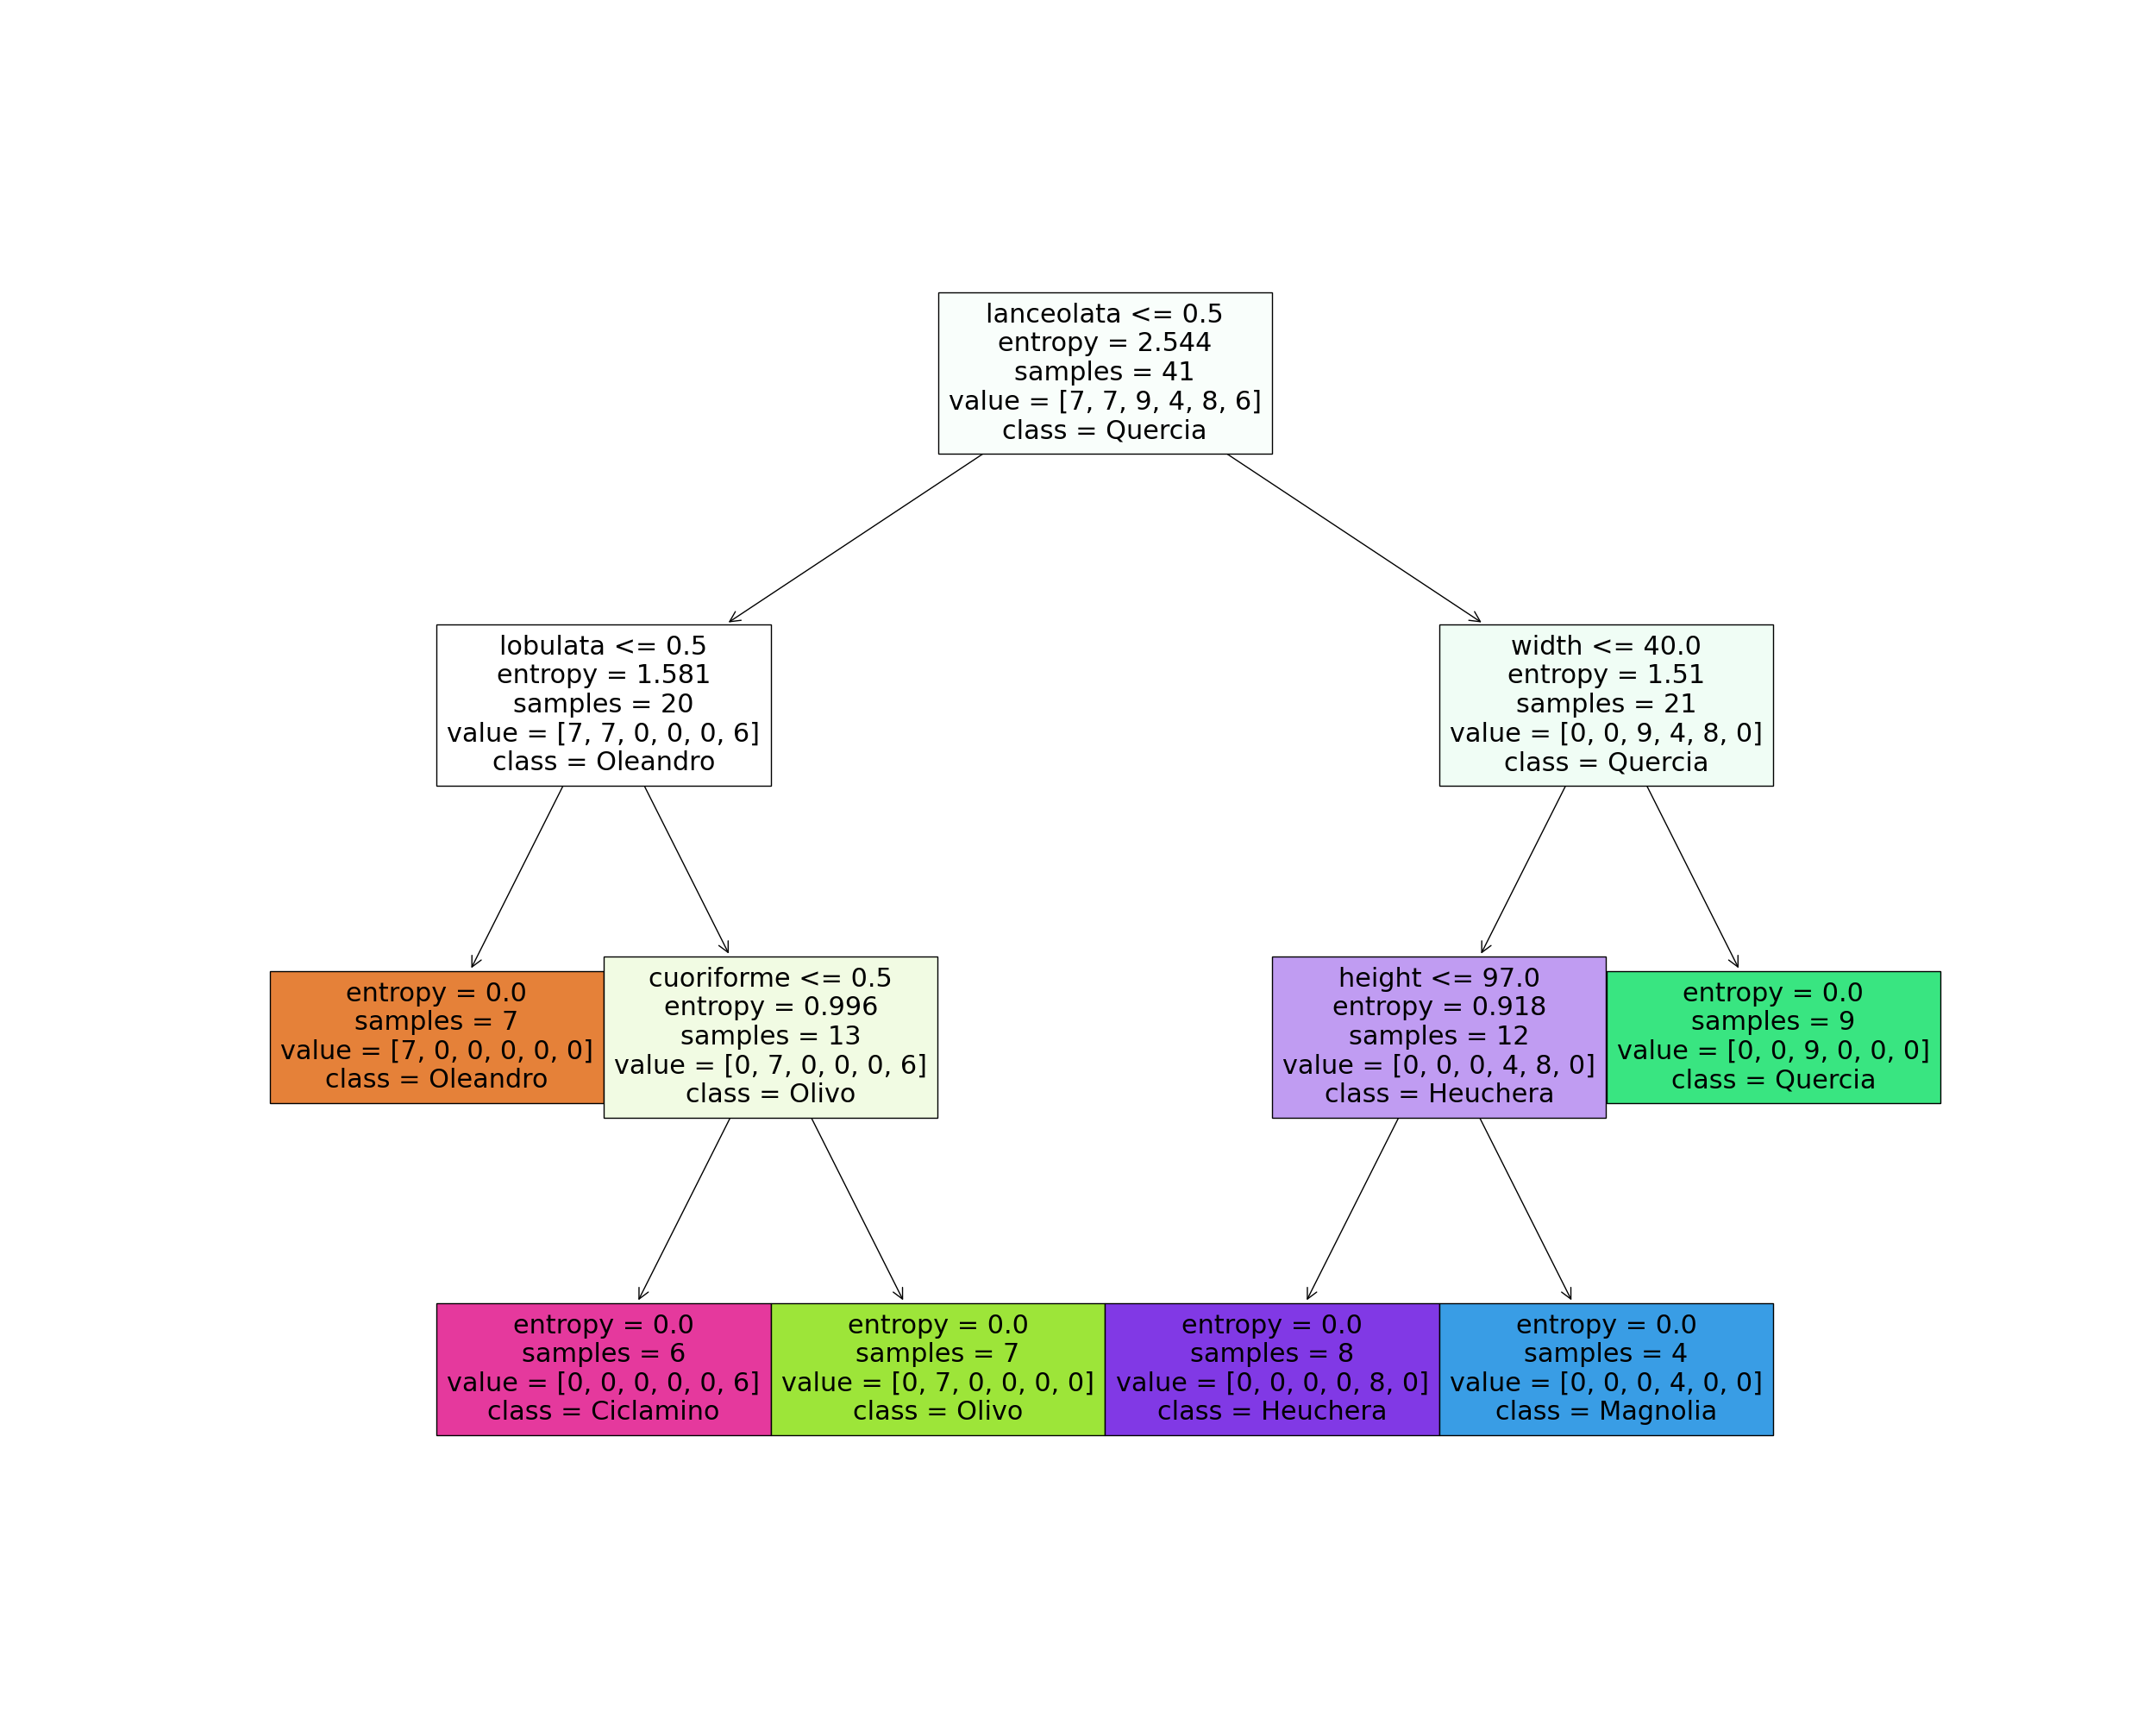 lanceolata <= 0.5
entropy = 2.544
samples = 41
value = [7, 7, 9, 4, 8, 6]
class = Quercia
lobulata <= 0.5
entropy = 1.581
samples = 20
value = [7, 7, 0, 0, 0, 6]
class = Oleandro
width <= 40.0
entropy = 1.51
samples = 21
value = [0, 0, 9, 4, 8, 0]
class = Quercia
entropy = 0.0
samples = 7
value = [7, 0, 0, 0, 0, 0]
class = Oleandro
cuoriforme <= 0.5
entropy = 0.996
samples = 13
value = [0, 7, 0, 0, 0, 6]
class = Olivo
height <= 97.0
entropy = 0.918
samples = 12
value = [0, 0, 0, 4, 8, 0]
class = Heuchera
entropy = 0.0
samples = 9
value = [0, 0, 9, 0, 0, 0]
class = Quercia
entropy = 0.0
samples = 6
value = [0, 0, 0, 0, 0, 6]
class = Ciclamino
entropy = 0.0
samples = 7
value = [0, 7, 0, 0, 0, 0]
class = Olivo
entropy = 0.0
samples = 8
value = [0, 0, 0, 0, 8, 0]
class = Heuchera
entropy = 0.0
samples = 4
value = [0, 0, 0, 4, 0, 0]
class = Magnolia